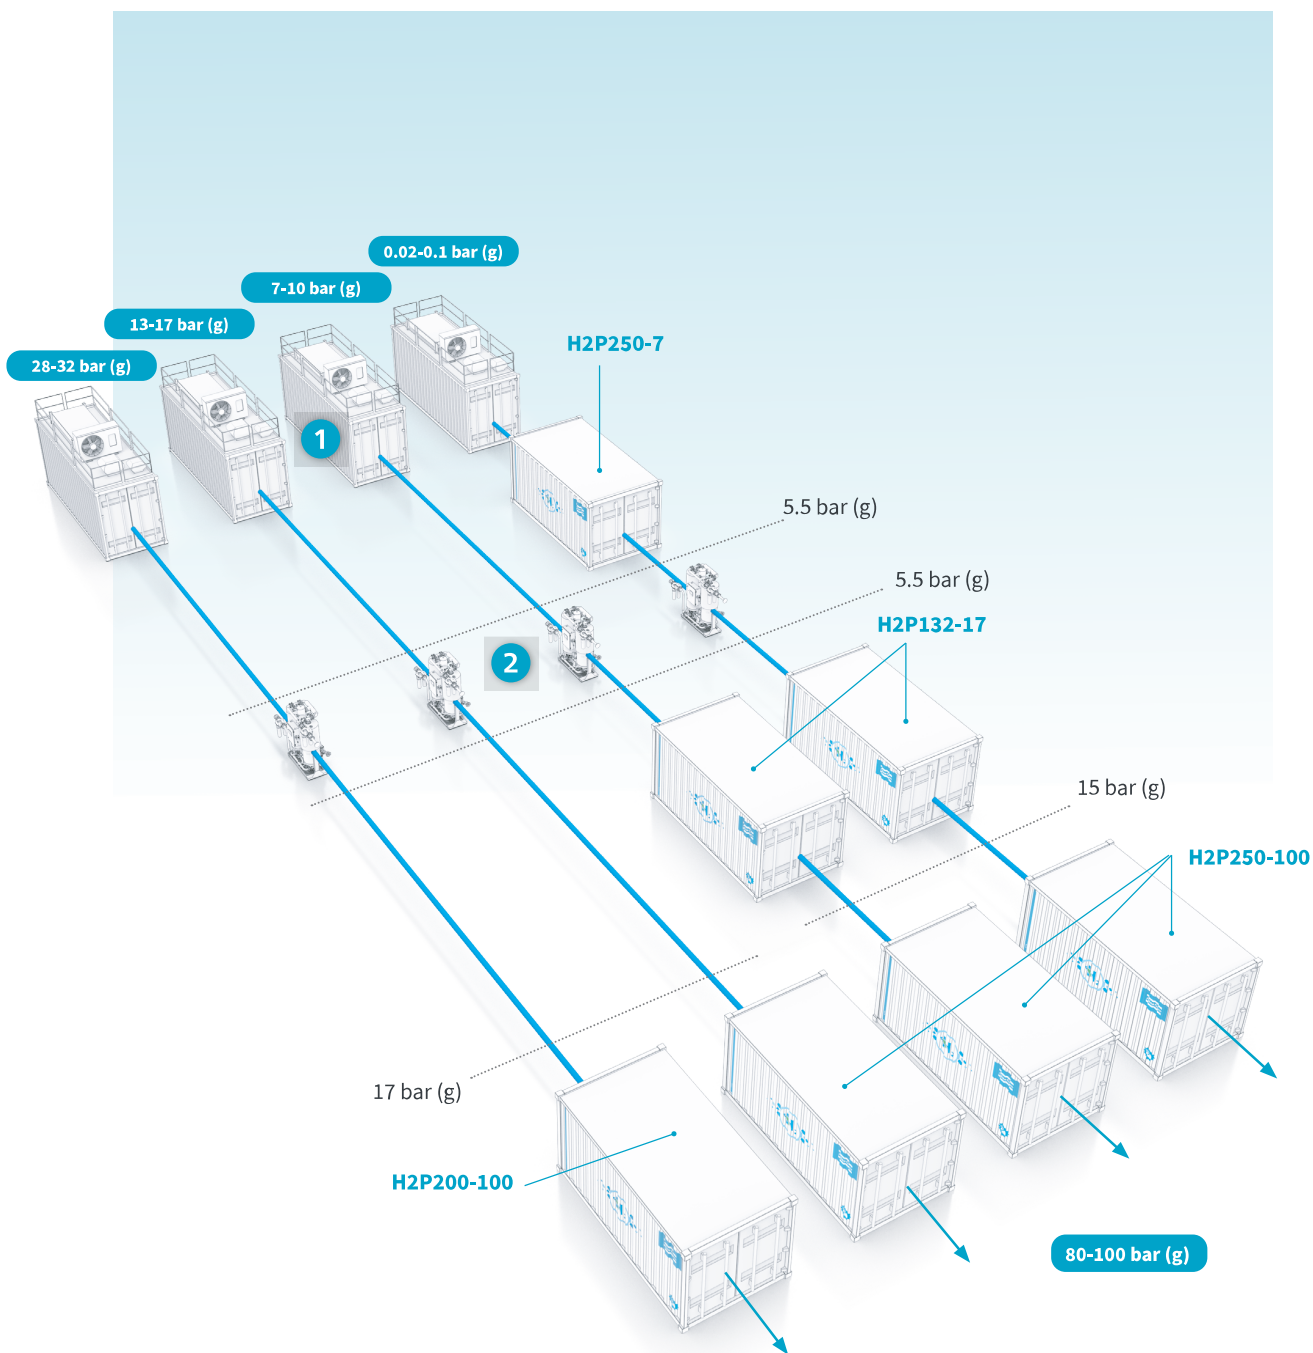 0.02-0.1 bar (g)
7-10 bar (g)
13-17 bar (g)
28-32 bar (g)
H2P250-7
1
5.5 bar (g)
5.5 bar (g)
H2P132-17
2
15 bar (g)
H2P250-100
17 bar (g)
H2P200-100
80-100 bar (g)